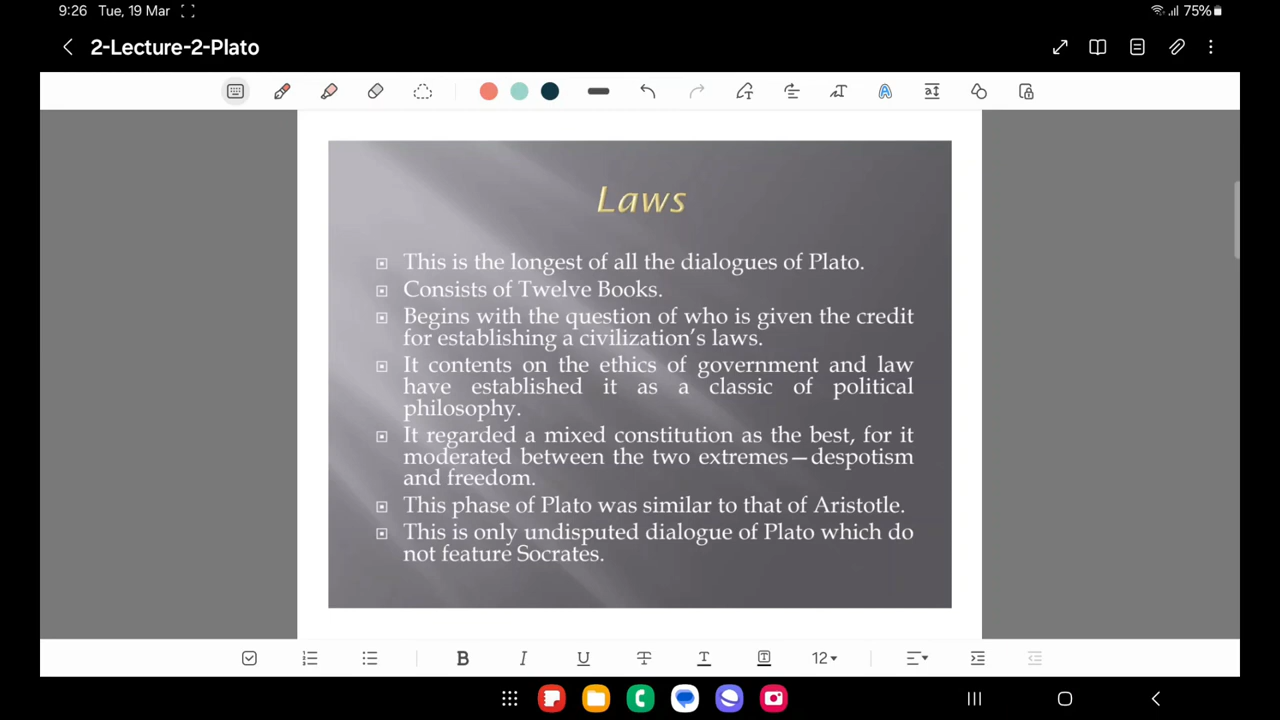 9:26 Tue, 19 Mar
75%
2-Lecture-2-Plato
Laws
This is the longest of all the dialogues of Plato.
Consists of Twelve Books.
Begins with the question of who is given the credit
for establishing a civilization's laws.
It contents on the ethics of government and law
have established it as a classic of political
philosophy.
It regarded a mixed constitution as the best, for it
moderated between the two extremes—despotism
and freedom.
This phase of Plato was similar to that of Aristotle.
This is only undisputed dialogue of Plato which do
not feature Socrates.
B I U T T T 12